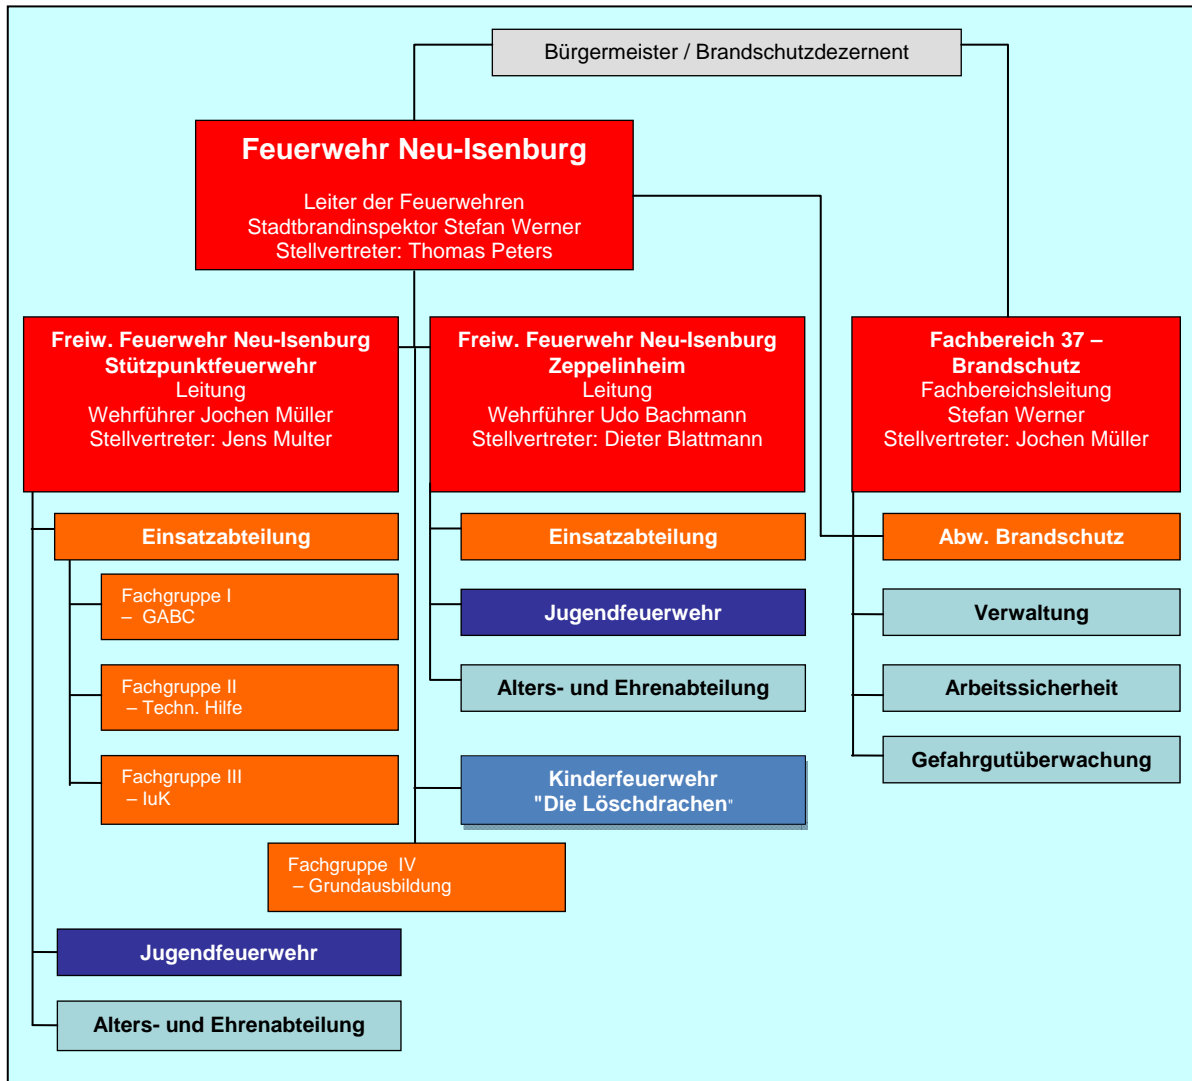 Bürgermeister / Brandschutzdezernent
Feuerwehr Neu-Isenburg
Leiter der Feuerwehren
Stadtbrandinspektor Stefan Werner
Stellvertreter: Thomas Peters
Freiw. Feuerwehr Neu-Isenburg
Stützpunktfeuerwehr
Leitung
Wehrführer Jochen Müller
Stellvertreter: Jens Multer
Freiw. Feuerwehr Neu-Isenburg
Zeppelinheim
Leitung
Wehrführer Udo Bachmann
Stellvertreter: Dieter Blattmann
Fachbereich 37 –
Brandschutz
Fachbereichsleitung
Stefan Werner
Stellvertreter: Jochen Müller
Einsatzabteilung
Fachgruppe I
– GABC
Fachgruppe II
– Techn. Hilfe
Fachgruppe III
– IuK
Einsatzabteilung
Jugendfeuerwehr
Alters- und Ehrenabteilung
Kinderfeuerwehr
"Die Löschdrachen"
Abw. Brandschutz
Verwaltung
Arbeitssicherheit
Gefahrgutüberwachung
Fachgruppe IV
– Grundausbildung
Jugendfeuerwehr
Alters- und Ehrenabteilung